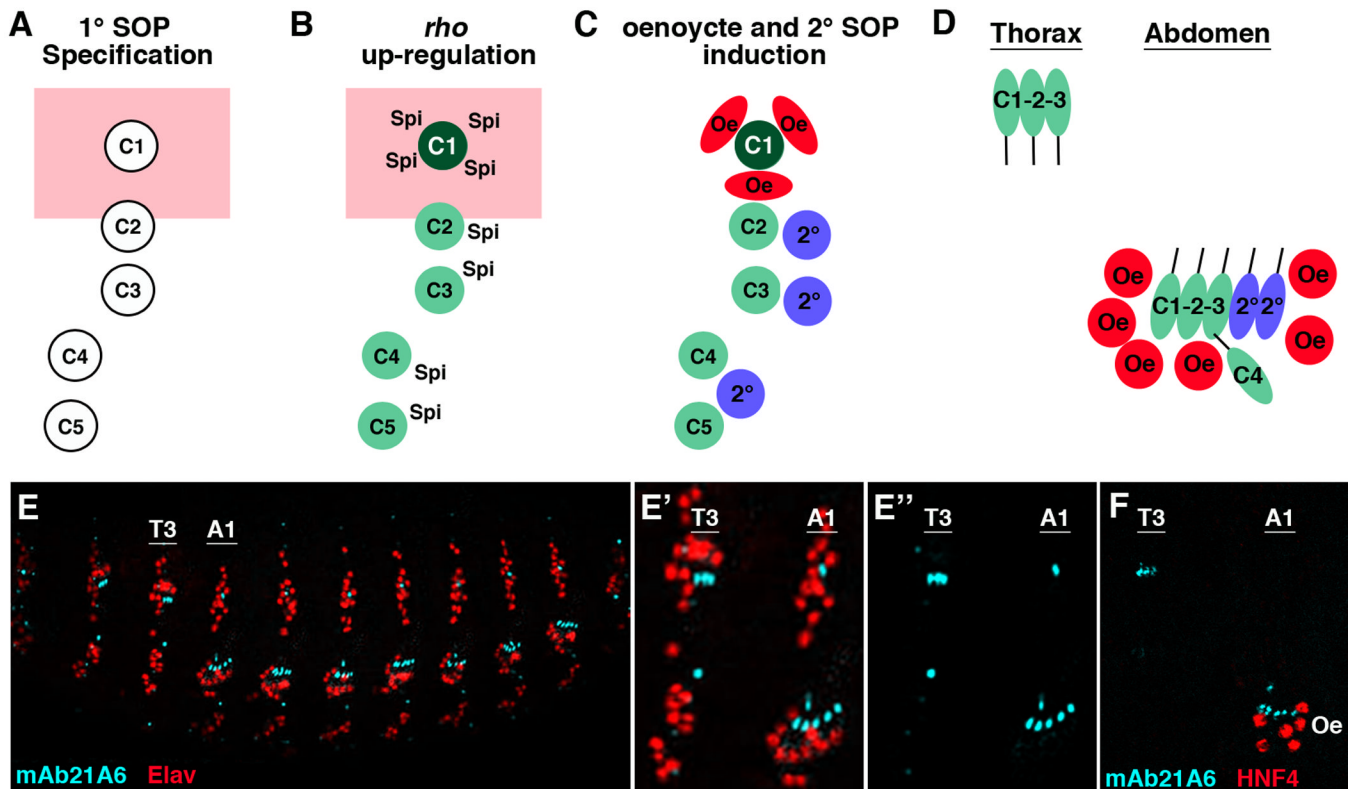 A
1° SOP
Specification
C1
C2
C3
C4
C5
B
rho
up-regulation
Spi
Spi
C1
Spi
Spi
C2
Spi
Spi
C3
C4
Spi
Spi
C5
C
oenoycte and 2° SOP
induction
Oe
Oe
C1
Oe
C2
2°
C3
2°
C4
2°
C5
D
Thorax
Abdomen
C1-2-3
Oe
Oe
C1-2-3 2° 2°
Oe
Oe
Oe
Oe
C4
E
T3
A1
mAb21A6 Elav
E'
T3
A1
E''
T3
A1
F
T3
A1
Oe
mAb21A6 HNF4